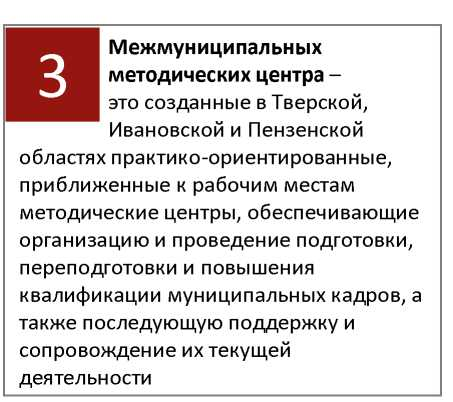 3
Межмуниципальных
методических центра –
это созданные в Тверской,
Ивановской и Пензенской
областях практико-ориентированные,
приближенные к рабочим местам
методические центры, обеспечивающие
организацию и проведение подготовки,
переподготовки и повышения
квалификации муниципальных кадров, а
также последующую поддержку и
сопровождение их текущей
деятельности